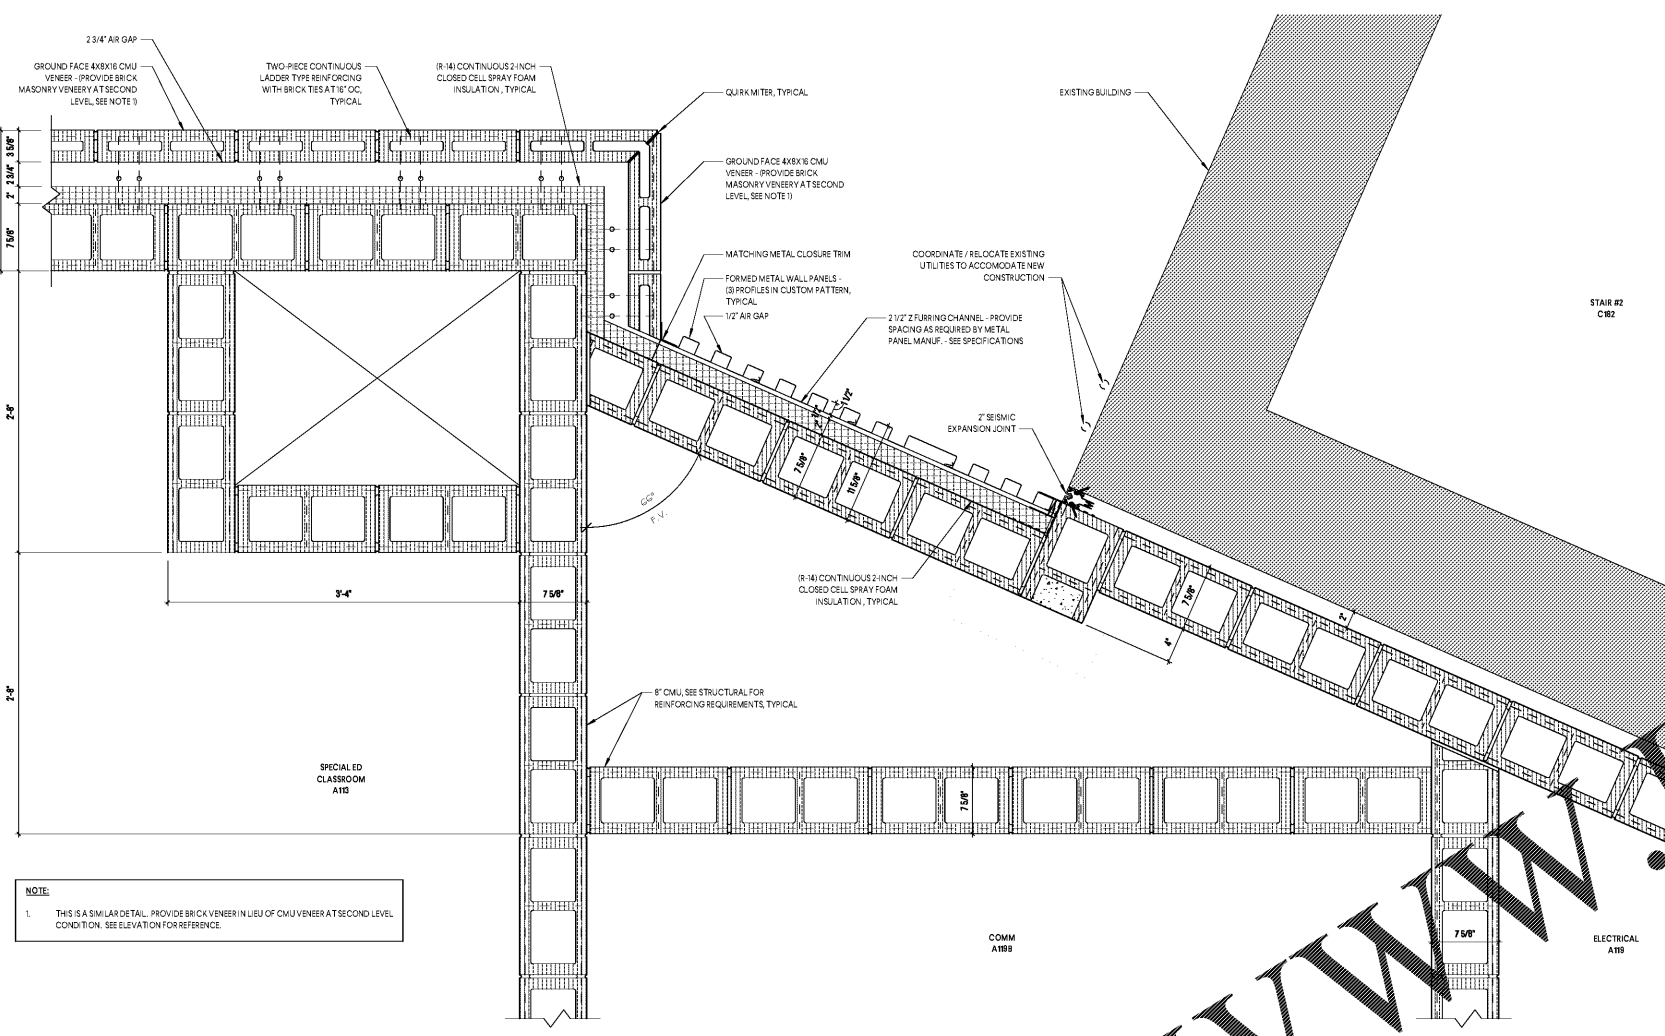 2 3/4" AIR GAP
GROUND FACE 4X8X16 CMU
VENEER - (PROVIDE BRICK
MASONRY VENEERY AT SECOND
LEVEL, SEE NOTE 1)
TWO-PIECE CONTINUOUS
LADDER TYPE REINFORCING
WITH BRICK TIES AT 16" OC,
TYPICAL
(R-14) CONTINUOUS 2-INCH
CLOSED CELL SPRAY FOAM
INSULATION , TYPICAL
QUIRK MITER, TYPICAL
EXISTING BUILDING
3 5/8"
2 3/4"
2"
7 5/8"
GROUND FACE 4X8X16 CMU
VENEER - (PROVIDE BRICK
MASONRY VENEERY AT SECOND
LEVEL, SEE NOTE 1)
MATCHING METAL CLOSURE TRIM
FORMED METAL WALL PANELS -
(3) PROFILES IN CUSTOM PATTERN,
TYPICAL
1/2" AIR GAP
COORDINATE / RELOCATE EXISTING
UTILITIES TO ACCOMODATE NEW
CONSTRUCTION
STAIR #2
C182
2 1/2" Z FURRING CHANNEL - PROVIDE
SPACING AS REQUIRED BY METAL
PANEL MANUF. - SEE SPECIFICATIONS
2'-8"
1 1/2"
1/2"
2"
7 5/8"
11 5/8"
2" SEISMIC
EXPANSION JOINT
66°
F.V.
(R-14) CONTINUOUS 2-INCH
CLOSED CELL SPRAY FOAM
INSULATION , TYPICAL
3'-4"
7 5/8"
7 5/8"
2"
4"
2'-8"
8" CMU, SEE STRUCTURAL FOR
REINFORCING REQUIREMENTS, TYPICAL
SPECIAL ED
CLASSROOM
A113
7 5/8"
NOTE:
1. THIS IS A SIMILAR DETAIL. PROVIDE BRICK VENEER IN LIEU OF CMU VENEER AT SECOND LEVEL
CONDITION. SEE ELEVATION FOR REFERENCE.
COMM
A119B
7 5/8"
ELECTRICAL
A119
www.